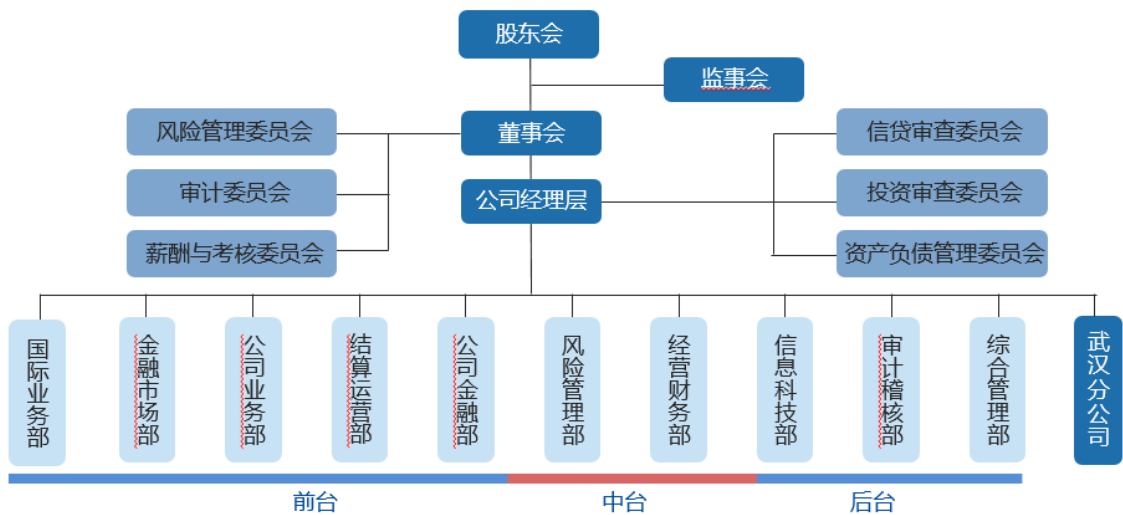 股东会
监事会
风险管理委员会
董事会
信贷审查委员会
审计委员会
公司经理层
投资审查委员会
薪酬与考核委员会
资产负债管理委员会
国际业务部
金融市场部
公司业务部
结算运营部
公司金融部
风险管理部
经营财务部
信息科技部
审计稽核部
综合管理部
武汉分公司
前台
中台
后台